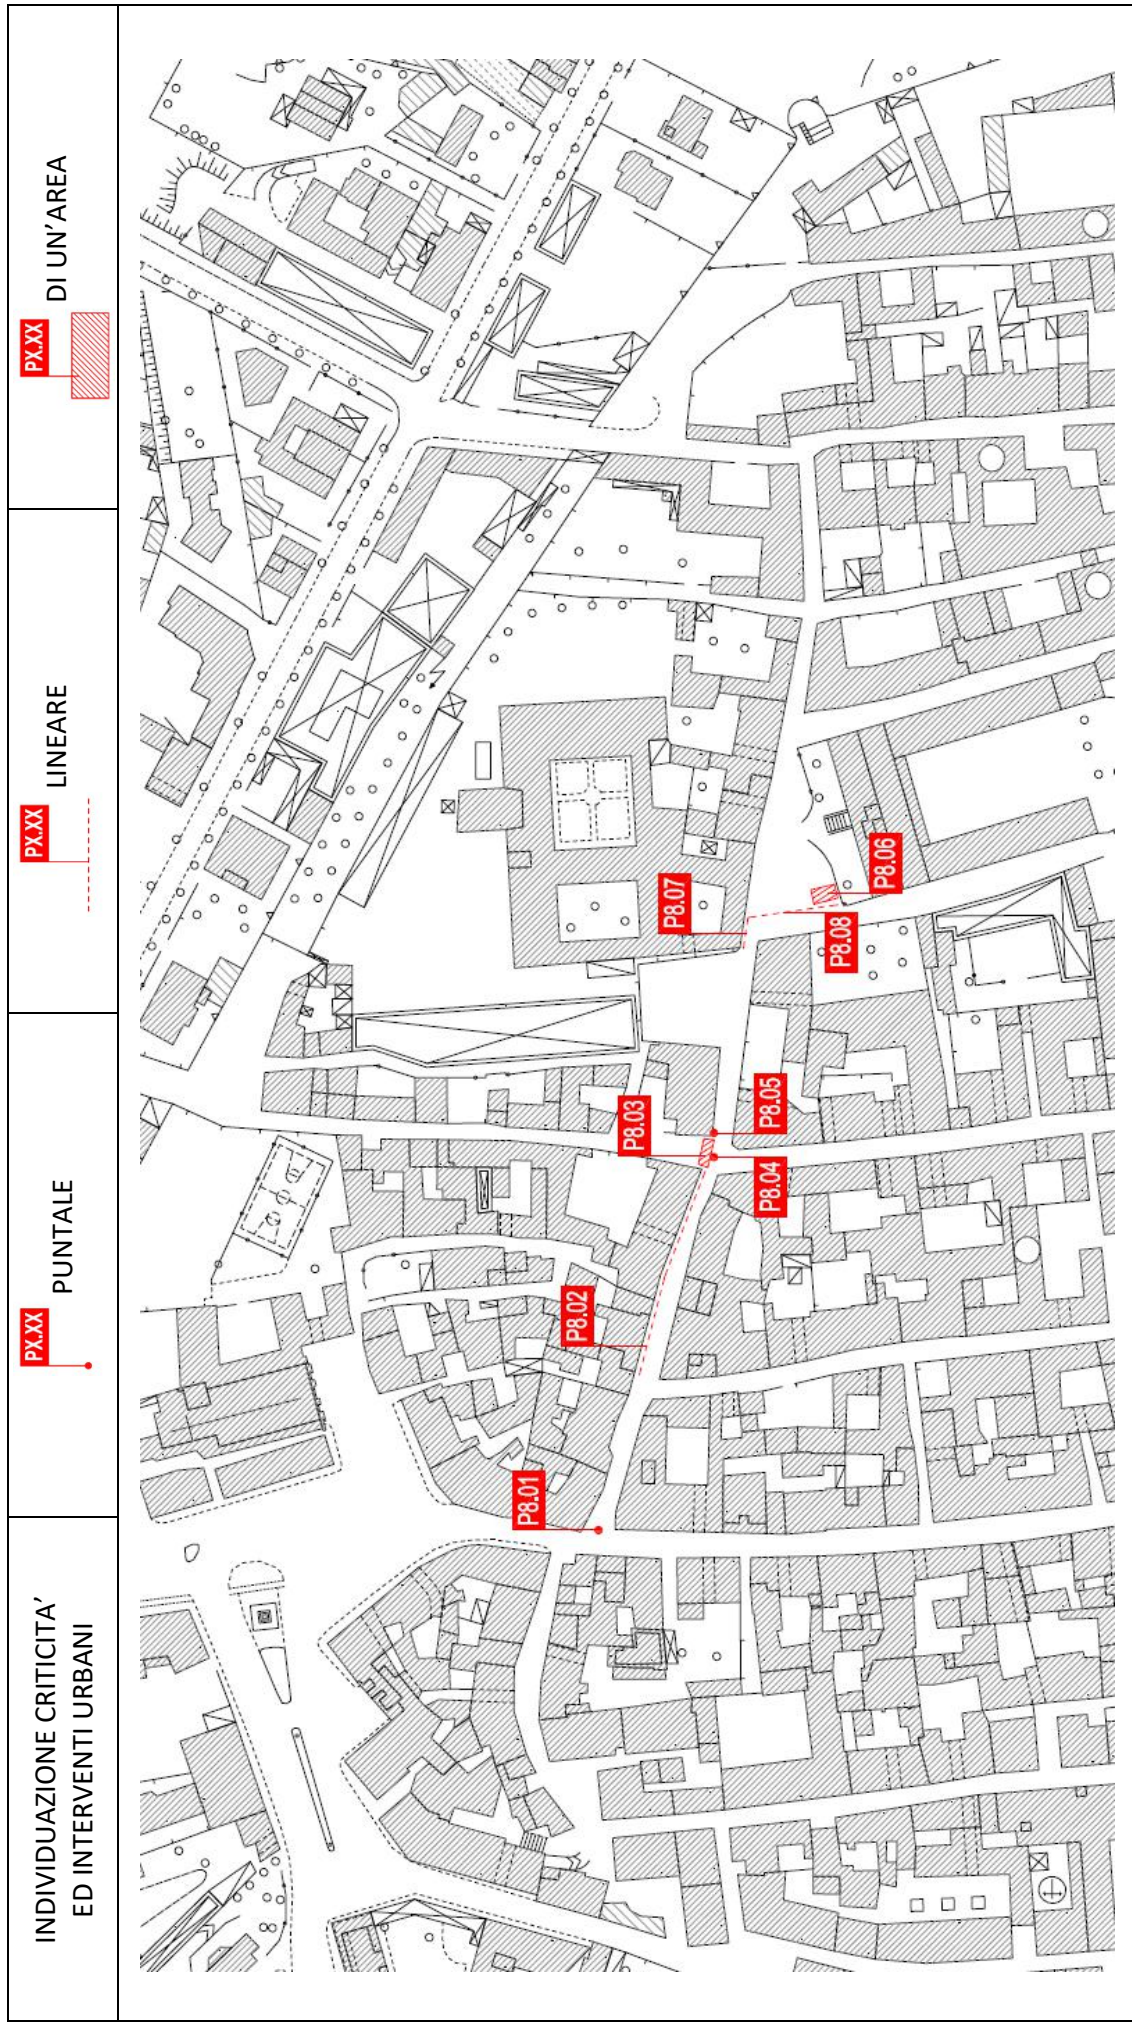 INDIVIDUAZIONE CRITICITA’
ED INTERVENTI URBANI
PX.XX
PUNTALE
PX.XX
LINEARE
PX.XX
DI UN’AREA
P8.01
P8.02
P8.03
P8.04
P8.05
P8.06
P8.07
P8.08